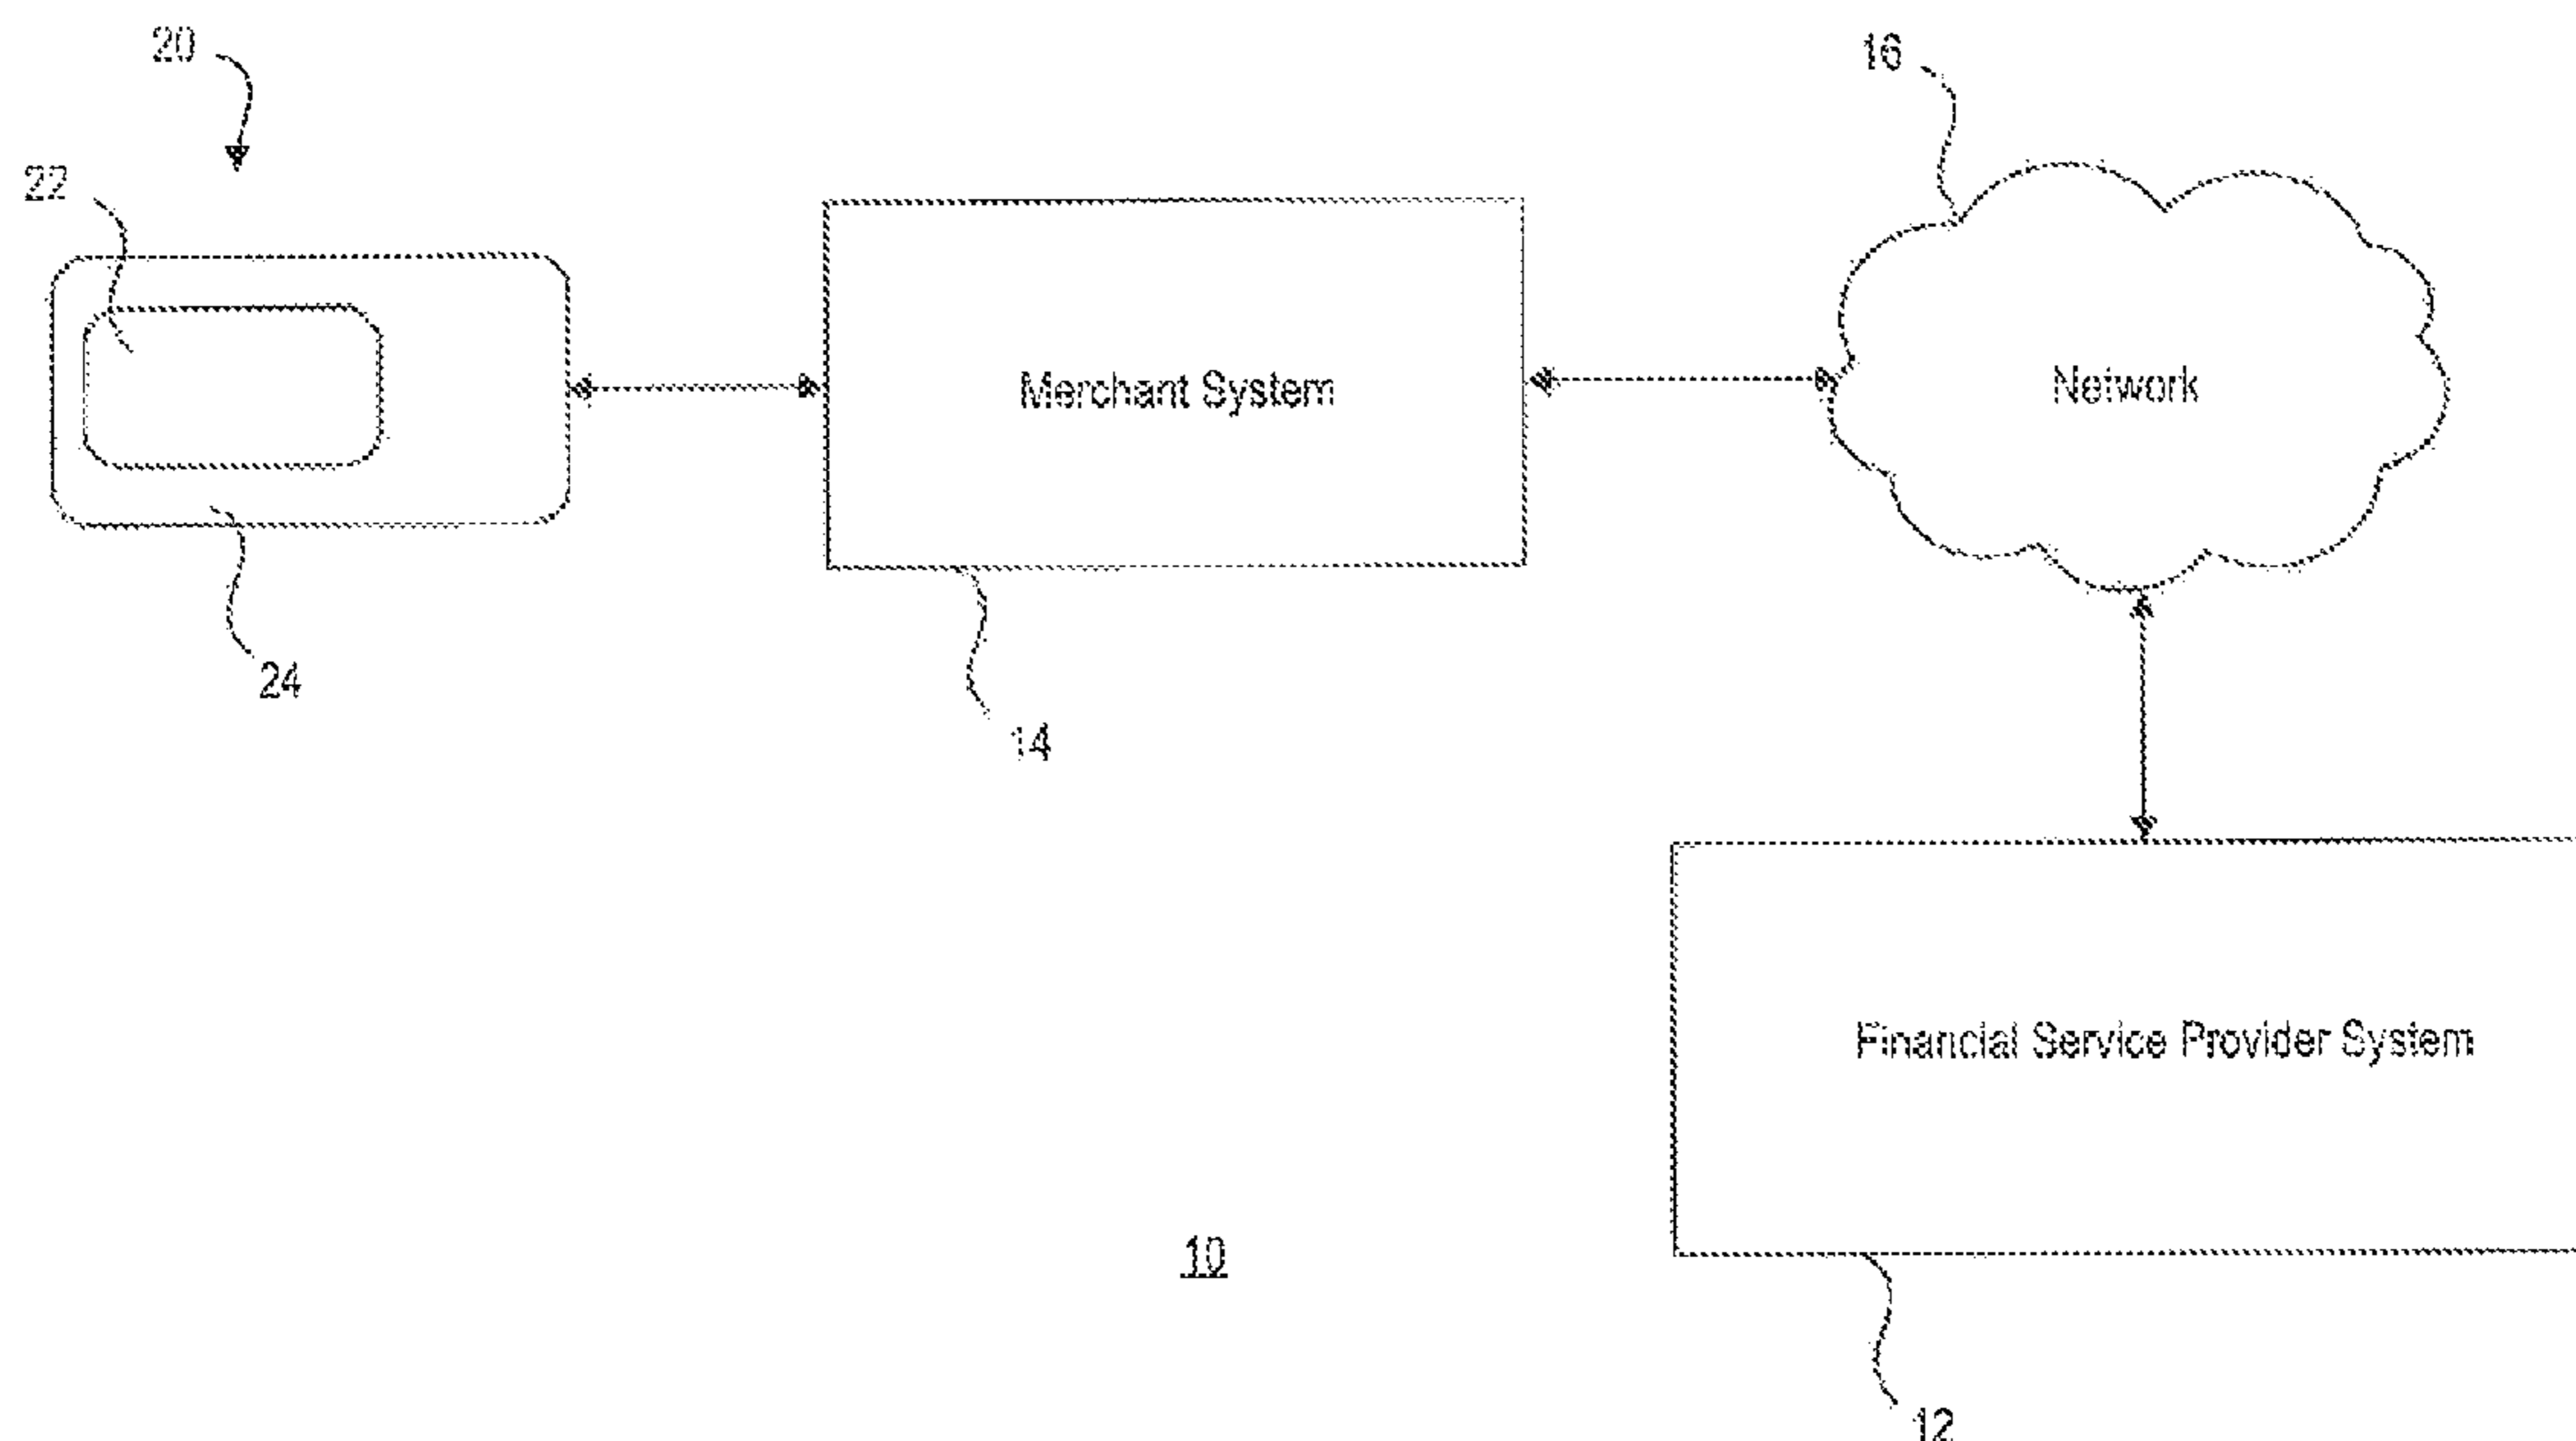 20
16
22
Merchant System
Network
24
14
Financial Service Provider System
10
12